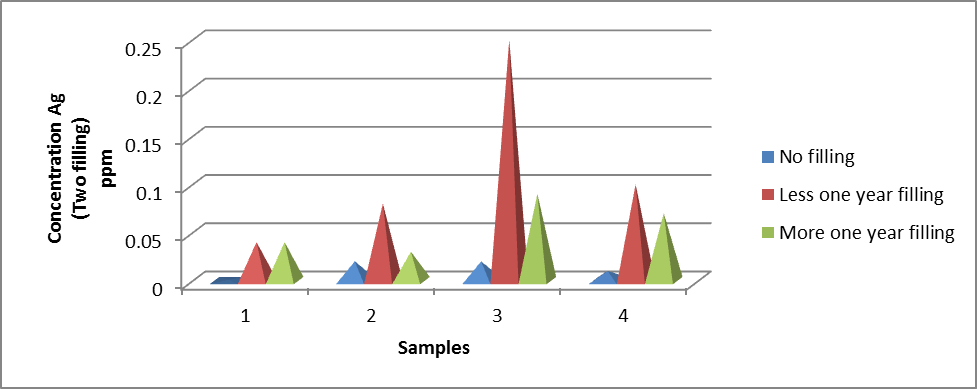 Concentration Ag
(Two filling)
ppm
0.25
0.2
0.15
0.1
0.05
0
1 2 3 4
Samples
No filling
Less one year filling
More one year filling